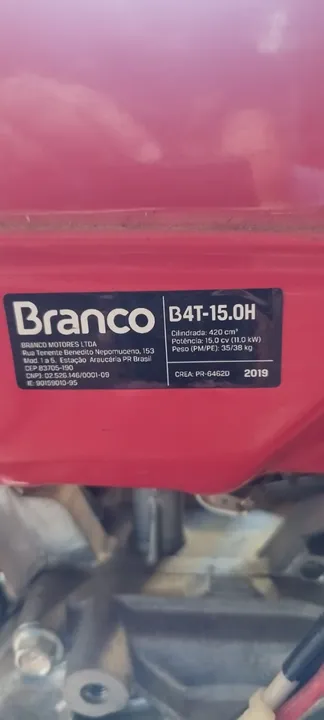 Branco
BRANCO MOTORES LTDA
Rua Tenente Benedito Nepomuceno, 153
Mod. 1 a 6. Estação Araucária PR Brasil
CEP 83705-190
CNPJ: 02.526.146/0001-09
IE: 90159010-95
B4T-15.0H
Cilindrada: 420 cm³
Potência: 15.0 cv (11.0 kW)
Peso (PM/PE): 35/38 kg
CREA: PR-6462D 2019